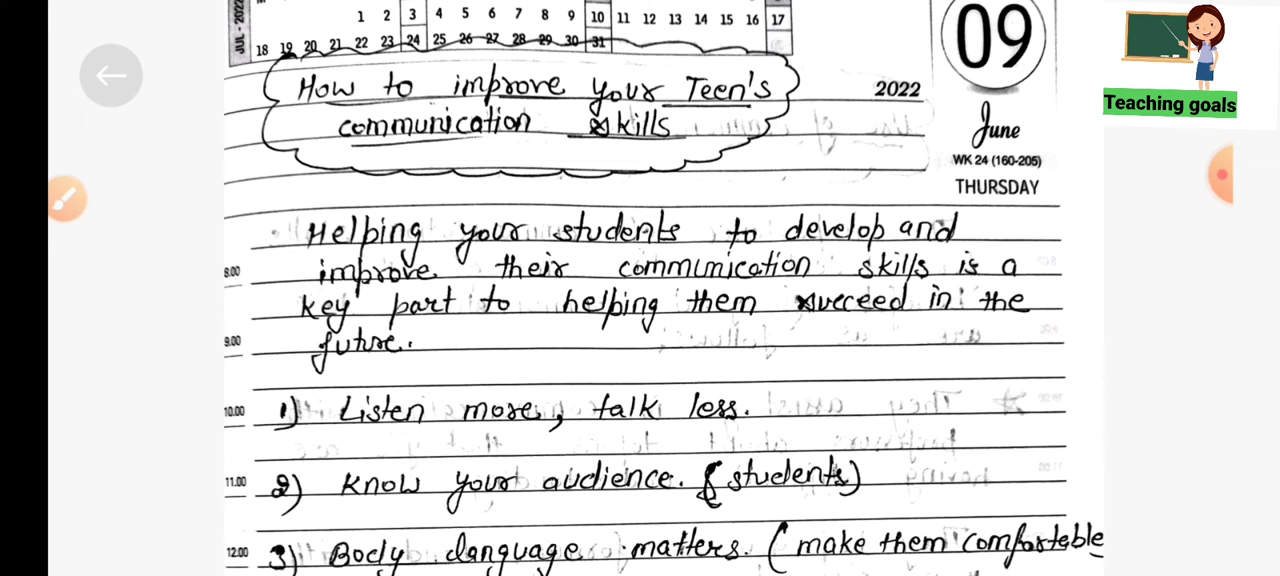 JUL - 2022
1 2 3 4 5 6 7 8 9 10 11 12 13 14 15 16 17
18 19 20 21 22 23 24 25 26 27 28 29 30 31
09
2022
June
WK 24 (160-205)
THURSDAY
Teaching goals
How to improve your Teen's
communication skills
Helping your students to develop and
8.00 improve their communication skills is a
key part to helping them succeed in the
9.00 future.
10.00 1) Listen more, talk less.
11.00 2) Know your audience. (students)
12.00 3) Body language matters. (make them comfortable